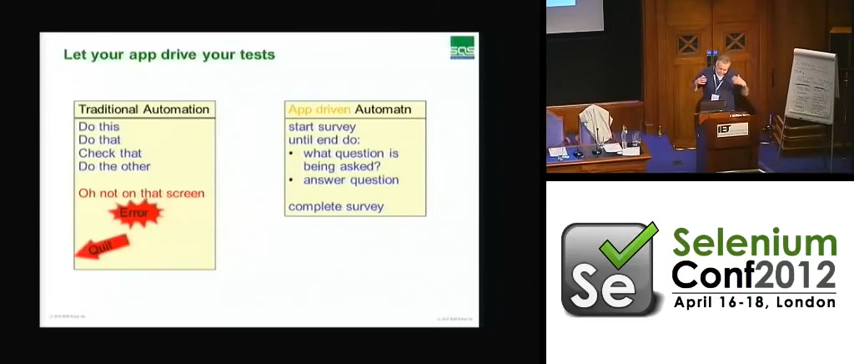 Let your app drive your tests
SQS
Traditional Automation
Do this
Do that
Check that
Do the other
Oh not on that screen
Error
Quit
App driven Automatn
start survey
until end do:
• what question is
being asked?
• answer question
complete survey
IET
Se
Selenium
Conf2012
April 16-18, London